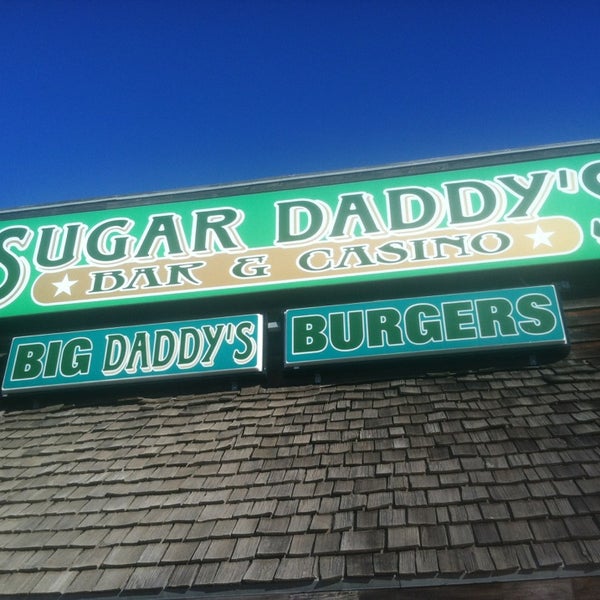 SUGAR DADDY'S
BAR & CASINO
BIG DADDY'S
BURGERS